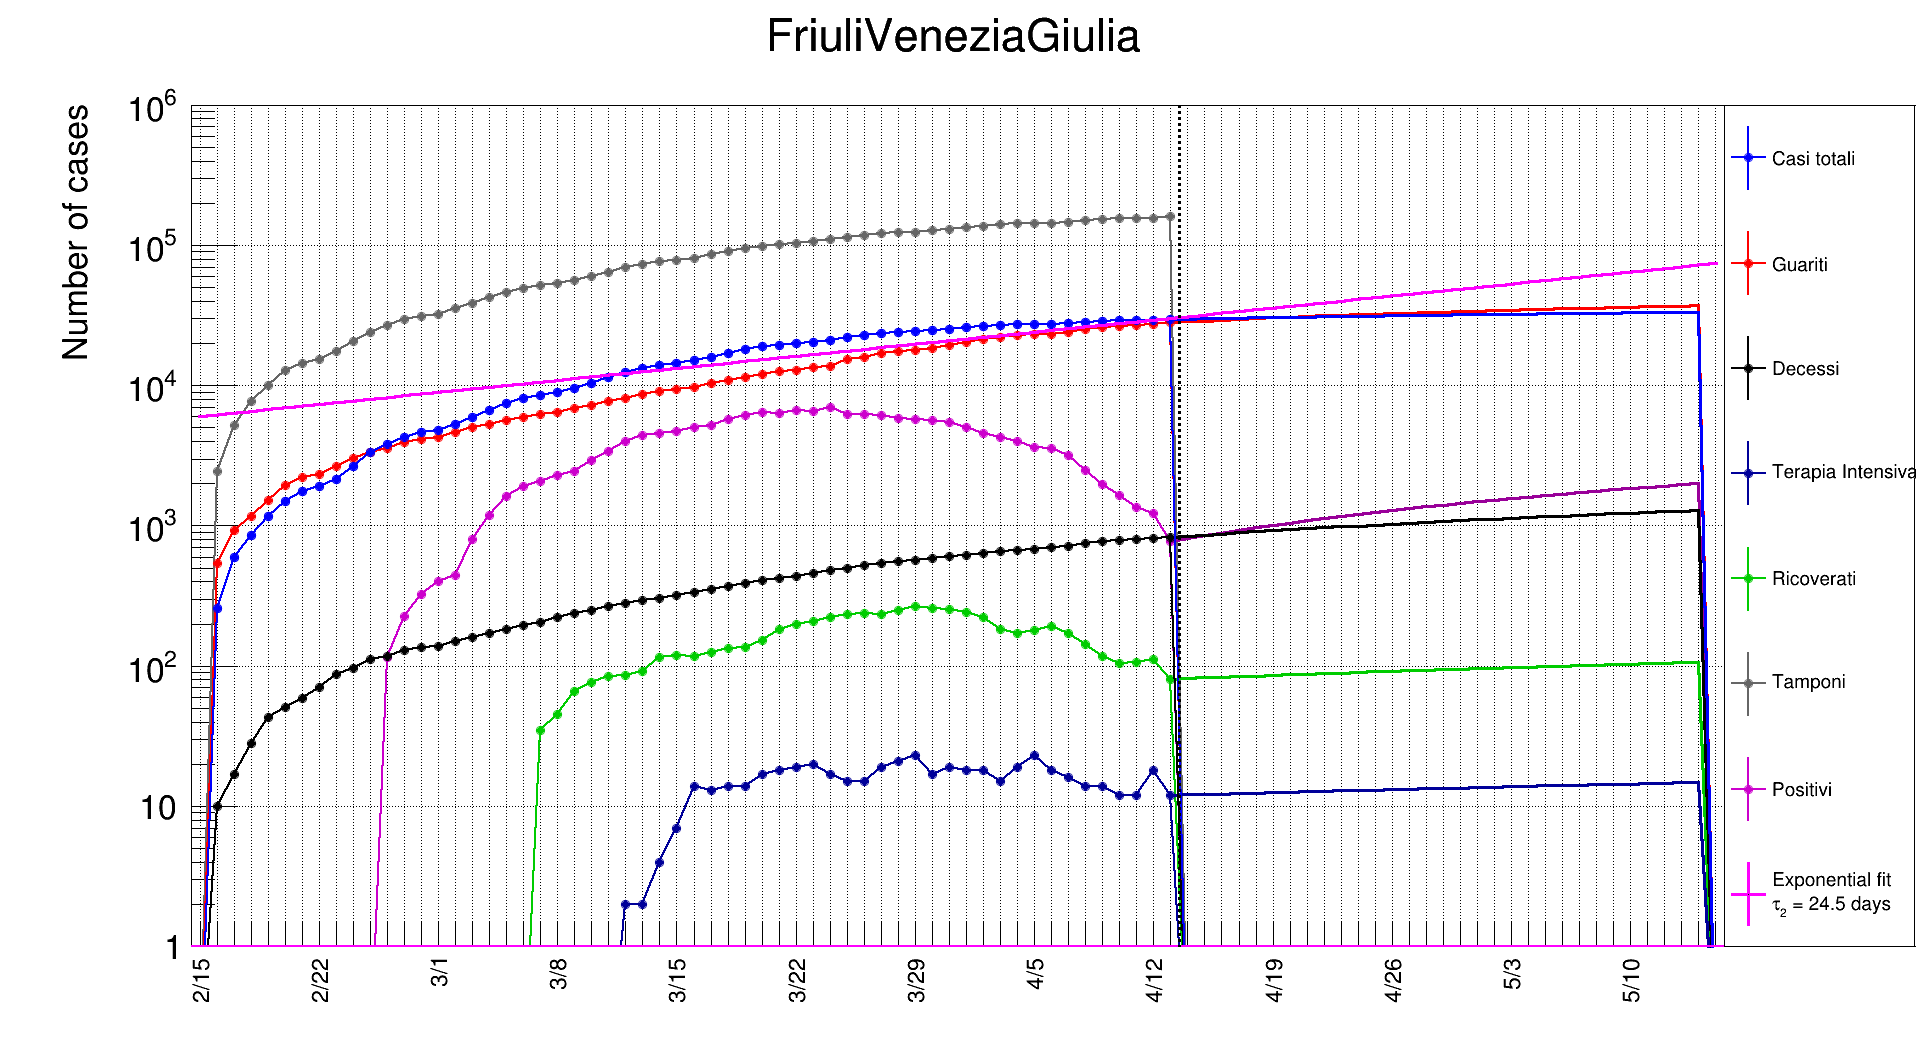 FriuliVeneziaGiulia
Number of cases
10⁶
10⁵
10⁴
10³
10²
10
1
2/15 2/22 3/1 3/8 3/15 3/22 3/29 4/5 4/12 4/19 4/26 5/3 5/10
Casi totali
Guariti
Decessi
Terapia Intensiva
Ricoverati
Tamponi
Positivi
Exponential fit
τ₂ = 24.5 days